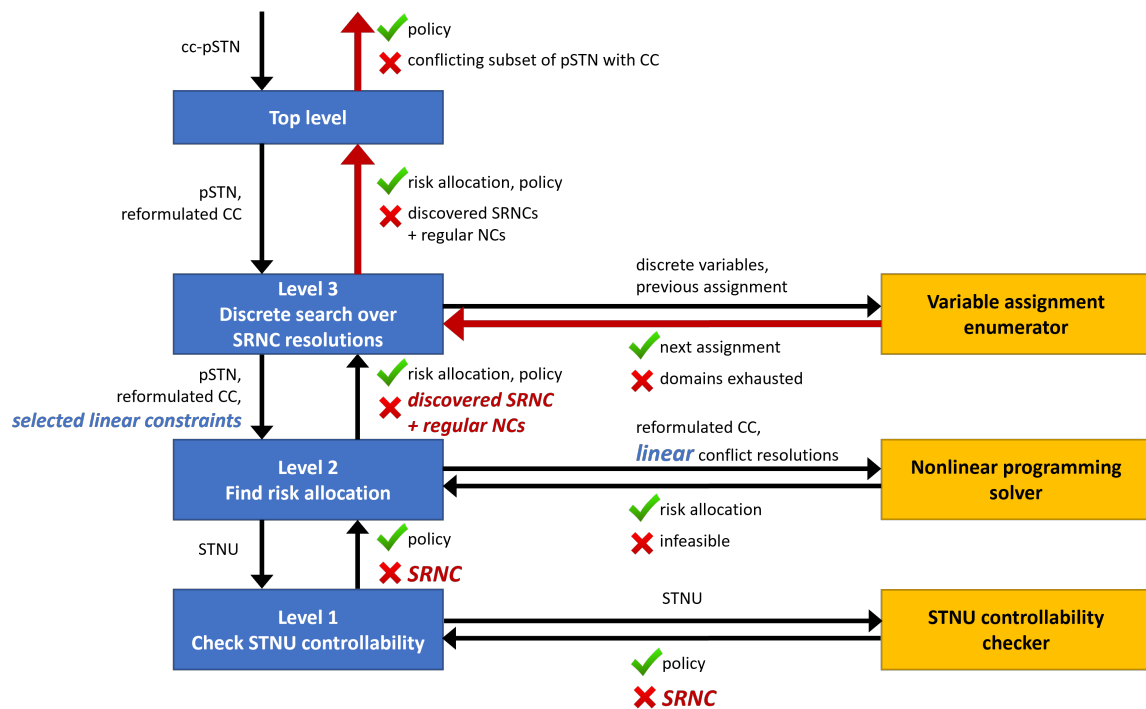 cc-pSTN
policy
conflicting subset of pSTN with CC
Top level
pSTN,
reformulated CC
risk allocation, policy
discovered SRNCs
+ regular NCs
Level 3
Discrete search over
SRNC resolutions
discrete variables,
previous assignment
Variable assignment
enumerator
next assignment
domains exhausted
pSTN,
reformulated CC,
selected linear constraints
risk allocation, policy
discovered SRNC
+ regular NCs
Level 2
Find risk allocation
reformulated CC,
linear conflict resolutions
Nonlinear programming
solver
risk allocation
infeasible
STNU
policy
SRNC
Level 1
Check STNU controllability
STNU
STNU controllability
checker
policy
SRNC